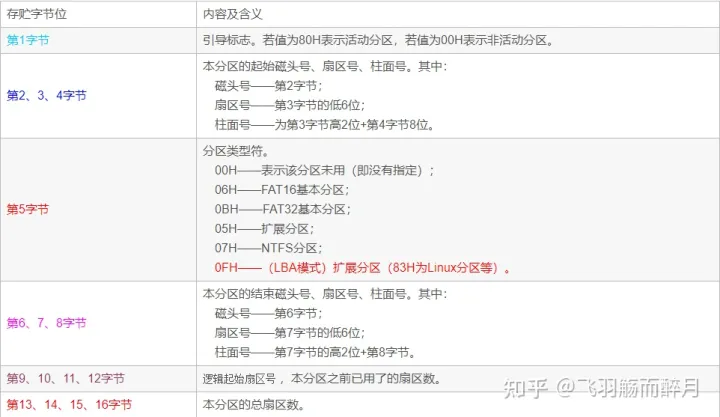 存贮字节位 内容及含义
第1字节 引导标志。若值为80H表示活动分区，若值为00H表示非活动分区。
本分区的起始磁头号、扇区号、柱面号。其中：
磁头号——第2字节；
第2、3、4字节
扇区号——第3字节的低6位；
柱面号——为第3字节高2位+第4字节8位。
分区类型符。
00H——表示该分区未用（即没有指定）；
06H——FAT16基本分区；
第5字节 0BH——FAT32基本分区；
05H——扩展分区；
07H——NTFS分区；
0FH——（LBA模式）扩展分区（83H为Linux分区等）。
本分区的结束磁头号、扇区号、柱面号。其中：
磁头号——第6字节；
第6、7、8字节
扇区号——第7字节的低6位；
柱面号——第7字节的高2位+第8字节。
第9、10、11、12字节 逻辑起始扇区号 ，本分区之前已用了的扇区数。
第13、14、15、16字节 本分区的总扇区数。
知乎 @飞羽觞而醉月